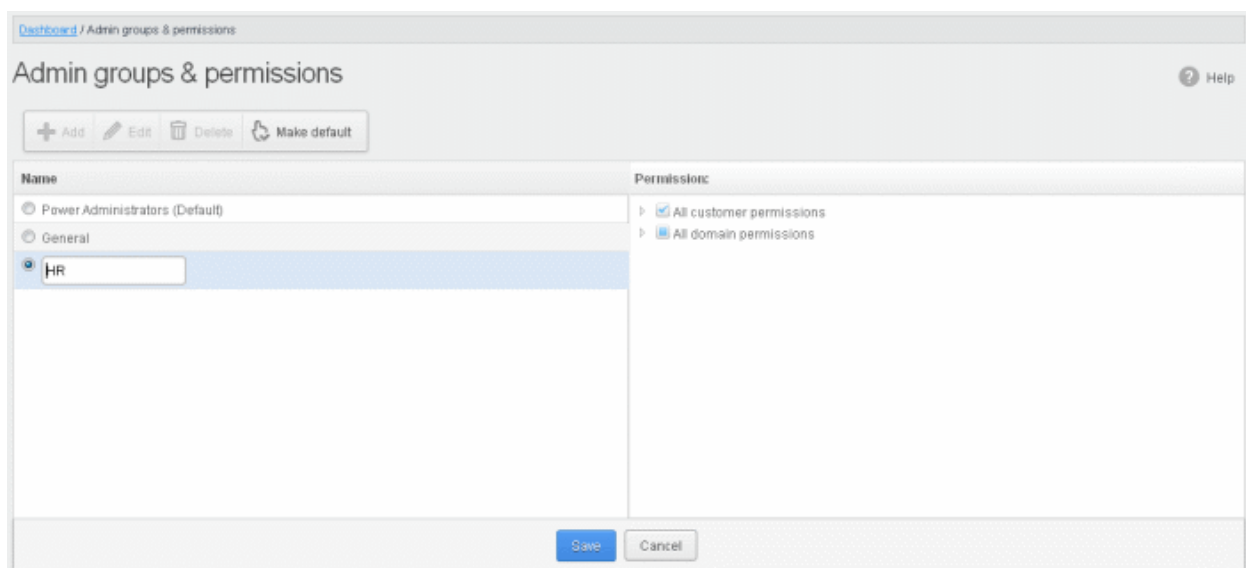 Dashboard / Admin groups & permissions
Admin groups & permissions
Help
Add Edit Delete Make default
Name Permission:
Power Administrators (Default) All customer permissions
General All domain permissions
HR
Save Cancel